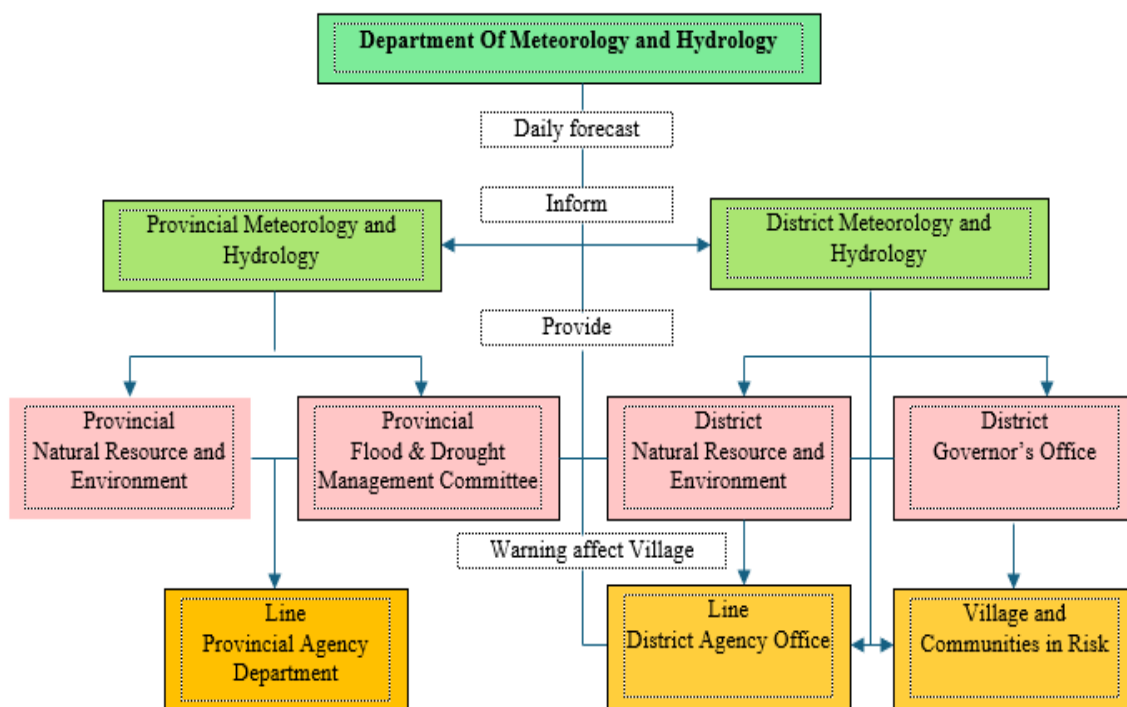 Department Of Meteorology and Hydrology
Daily forecast
Inform
Provincial Meteorology and
Hydrology
District Meteorology and
Hydrology
Provide
Provincial
Natural Resource and
Environment
Provincial
Flood & Drought
Management Committee
District
Natural Resource and
Environment
District
Governor’s Office
Warning affect Village
Line
Provincial Agency
Department
Line
District Agency Office
Village and
Communities in Risk